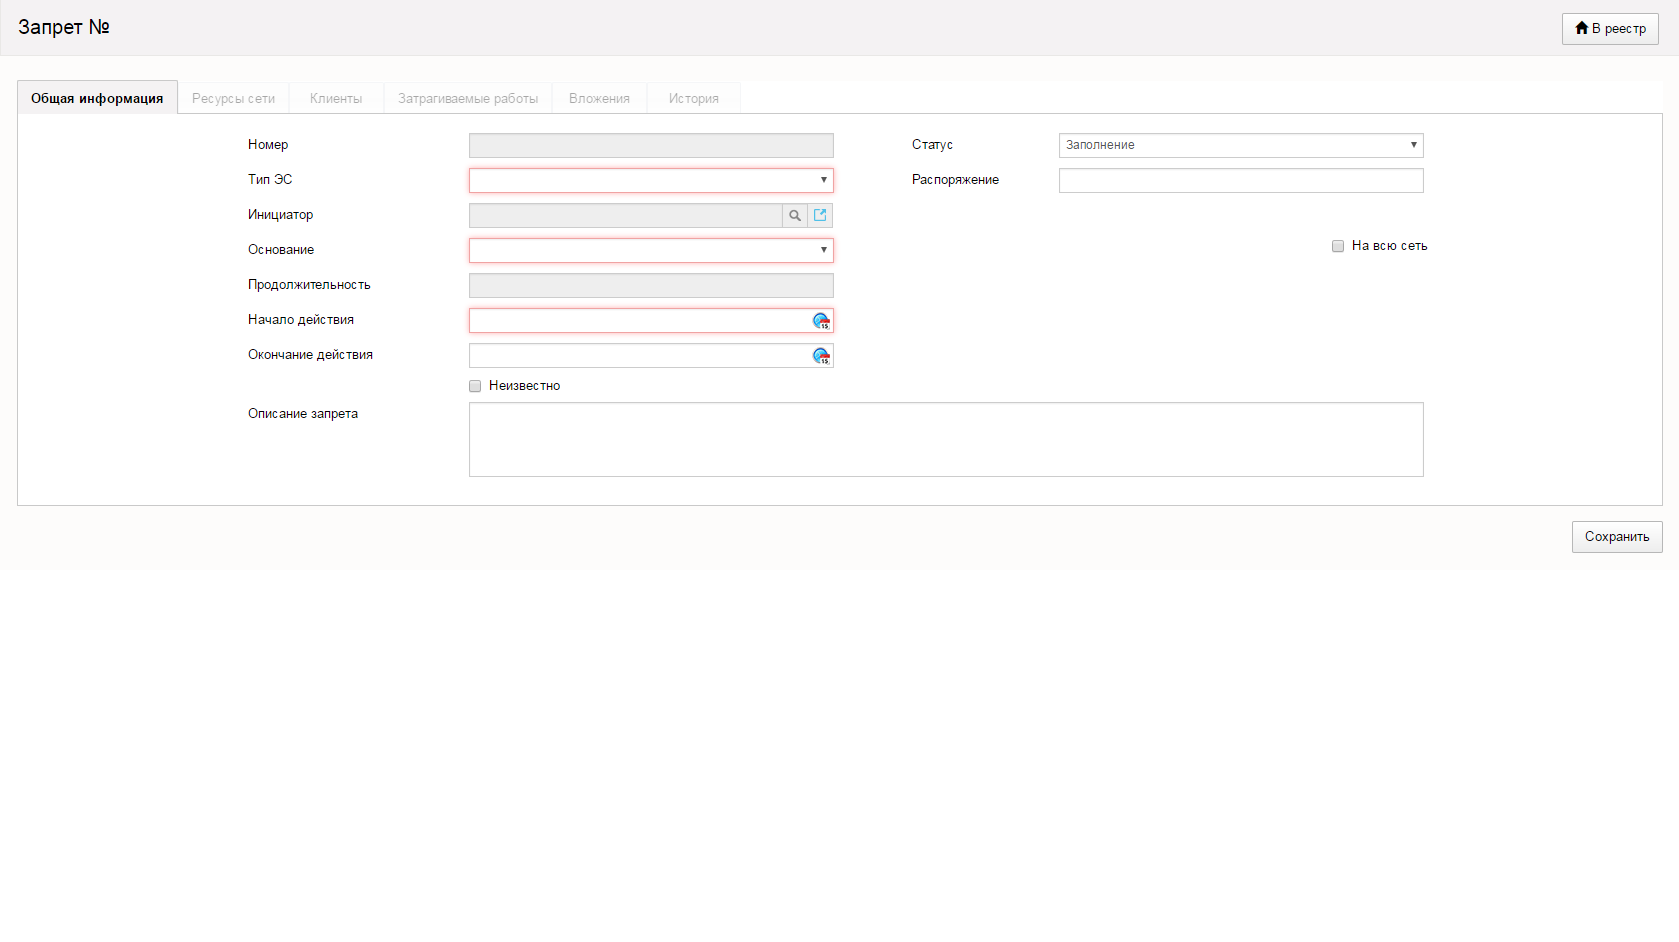 Запрет №
В реестр
Общая информация Ресурсы сети Клиенты Затрагиваемые работы Вложения История
Номер Статус Заполнение
Тип ЭС Распоряжение
Инициатор
Основание На всю сеть
Продолжительность
Начало действия
Окончание действия
Неизвестно
Описание запрета
Сохранить